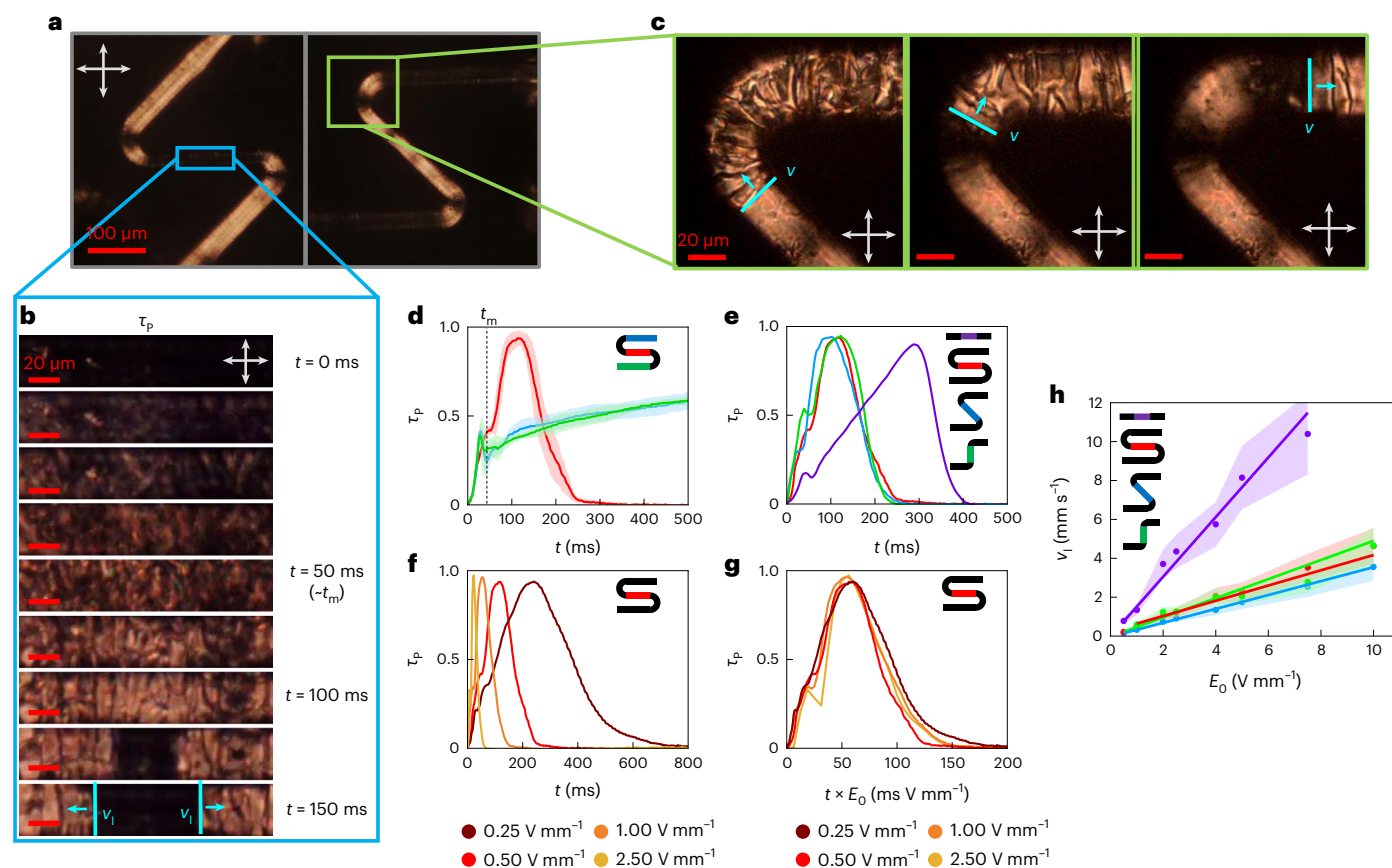 a
100 µm
c
v
20 µm
v
v
b
τP
20 µm
t = 0 ms
t = 50 ms
(~tm)
t = 100 ms
t = 150 ms
vI
vI
d
tm
1.0
0.5
0
τP
0
100
200
300
400
500
t (ms)
e
1.0
0.5
0
τP
0
100
200
300
400
500
t (ms)
f
1.0
0.5
0
τP
0
200
400
600
800
t (ms)
0.25 V mm⁻¹
1.00 V mm⁻¹
0.50 V mm⁻¹
2.50 V mm⁻¹
g
1.0
0.5
0
τP
0
50
100
150
200
t × E0 (ms V mm⁻¹)
0.25 V mm⁻¹
1.00 V mm⁻¹
0.50 V mm⁻¹
2.50 V mm⁻¹
h
12
10
8
6
4
2
0
vI (mm s⁻¹)
0
2
4
6
8
10
E0 (V mm⁻¹)